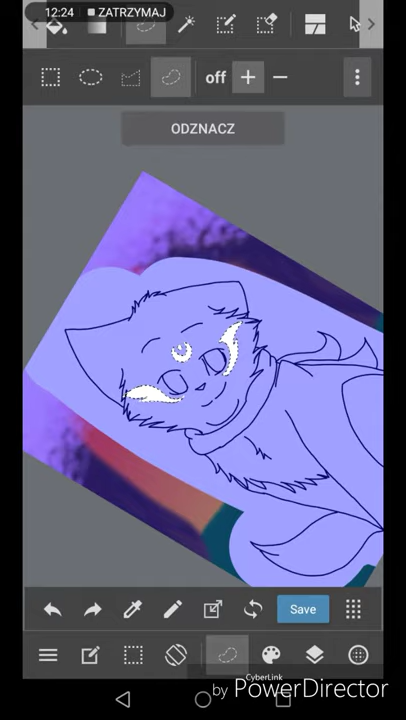 12:24 ZATRZYMAJ
off
ODZNACZ
Save
CyberLink
by PowerDirector